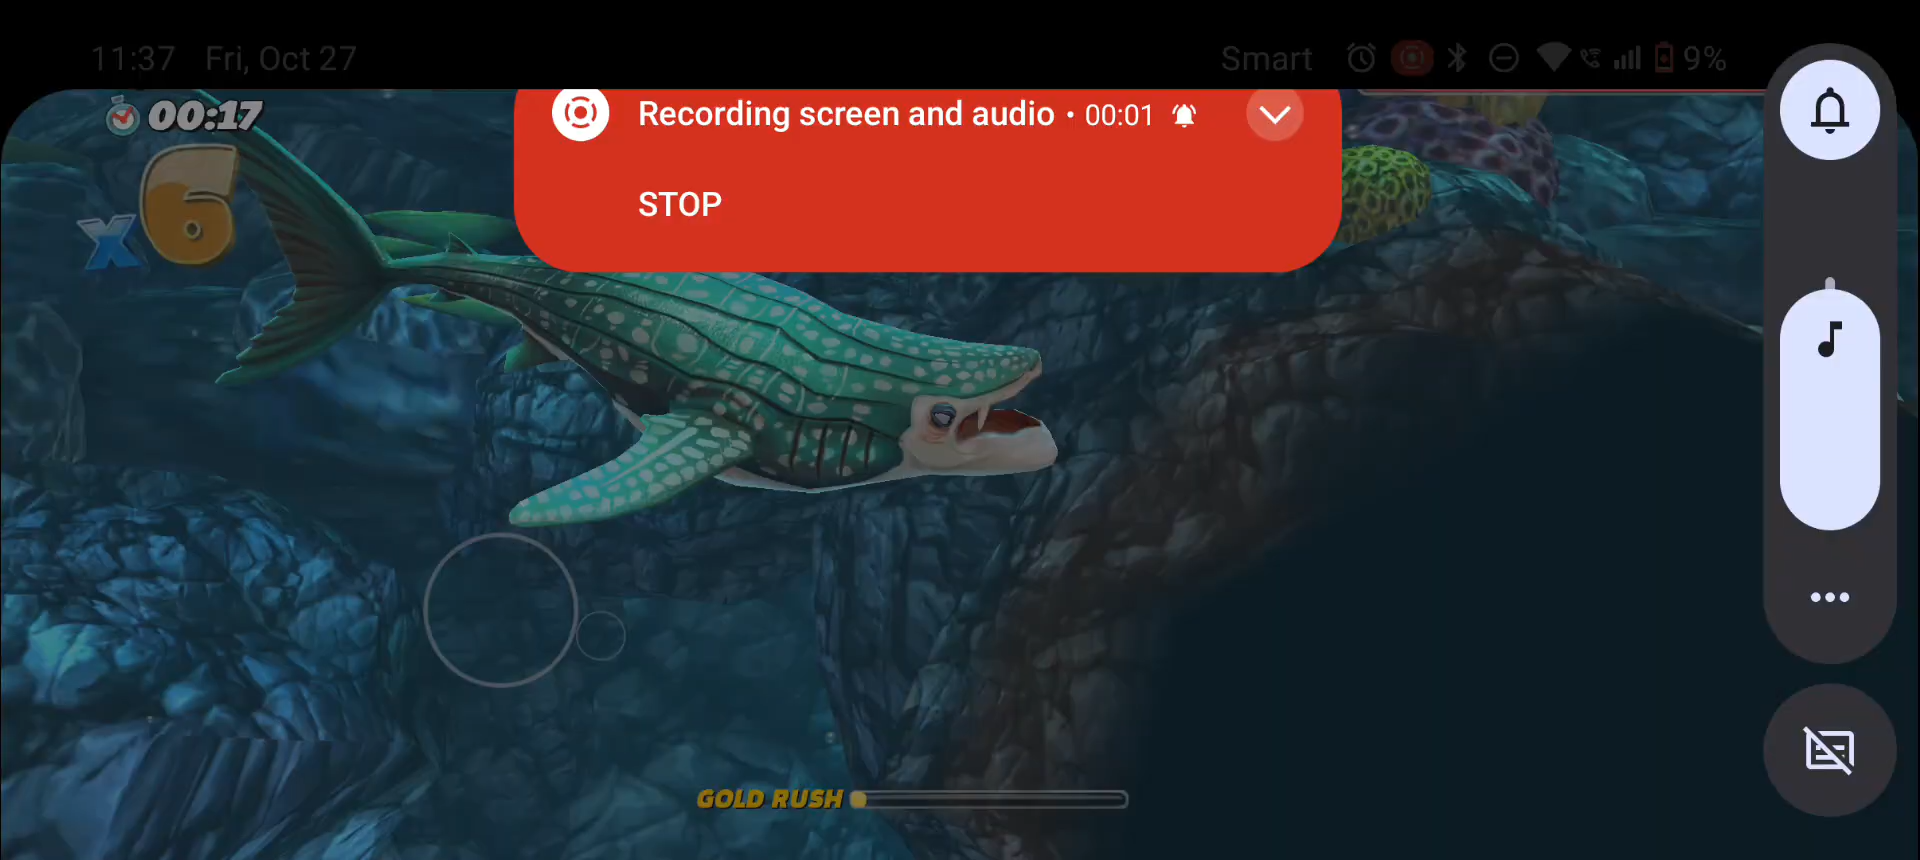 11:37 Fri, Oct 27 Smart 9%
00:17
Recording screen and audio • 00:01
x6
STOP
GOLD RUSH